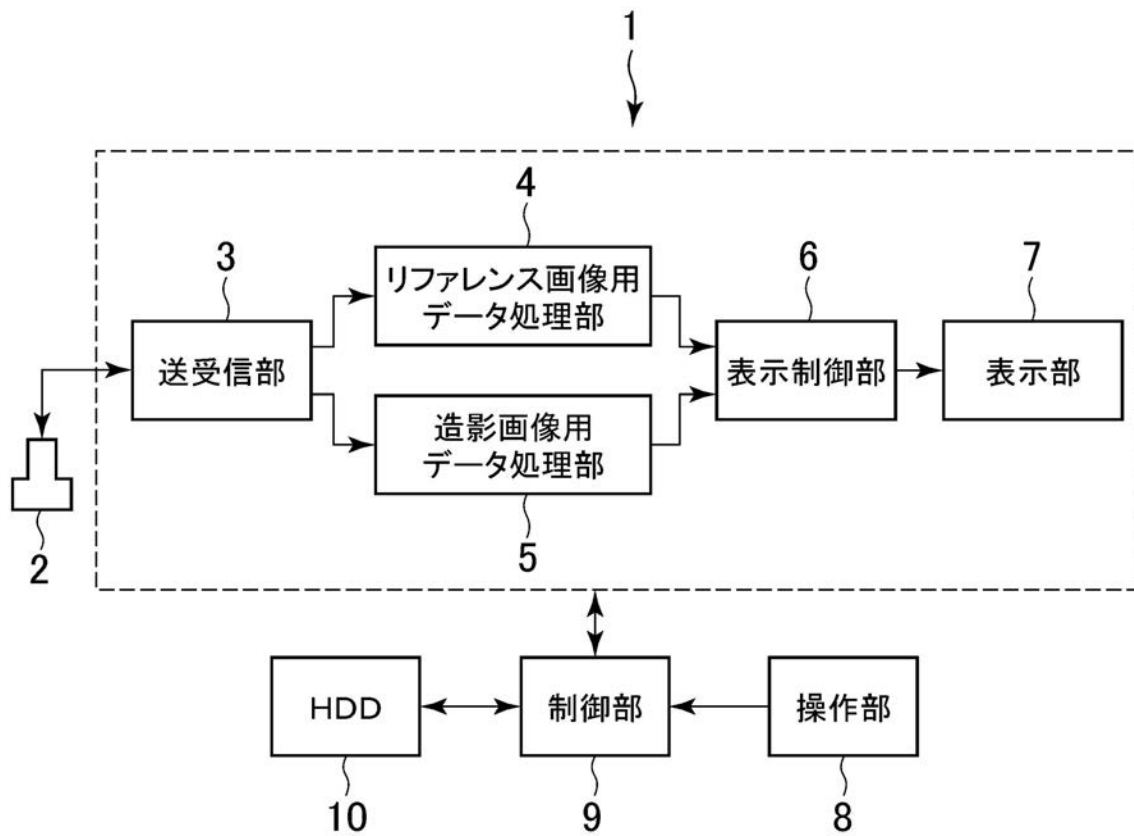 1
4
3
リファレンス画像用
データ処理部
6
7
送受信部
表示制御部
表示部
造影画像用
データ処理部
2
5
HDD
制御部
操作部
10
9
8